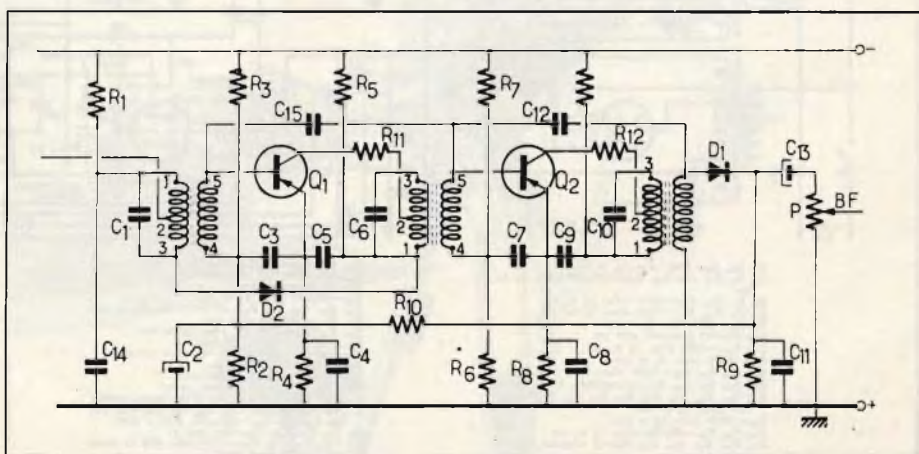 −
R1
R3
R5
R7
C15
C12
R11
R12
D1
C13
1
5
3
5
3
Q1
Q2
P
BF
C1
2
C6
2
C10
2
3
4
C3
C5
1
4
C7
C9
1
D2
R10
C14
C2
R2
R4
C4
R6
R8
C8
R9
C11
+